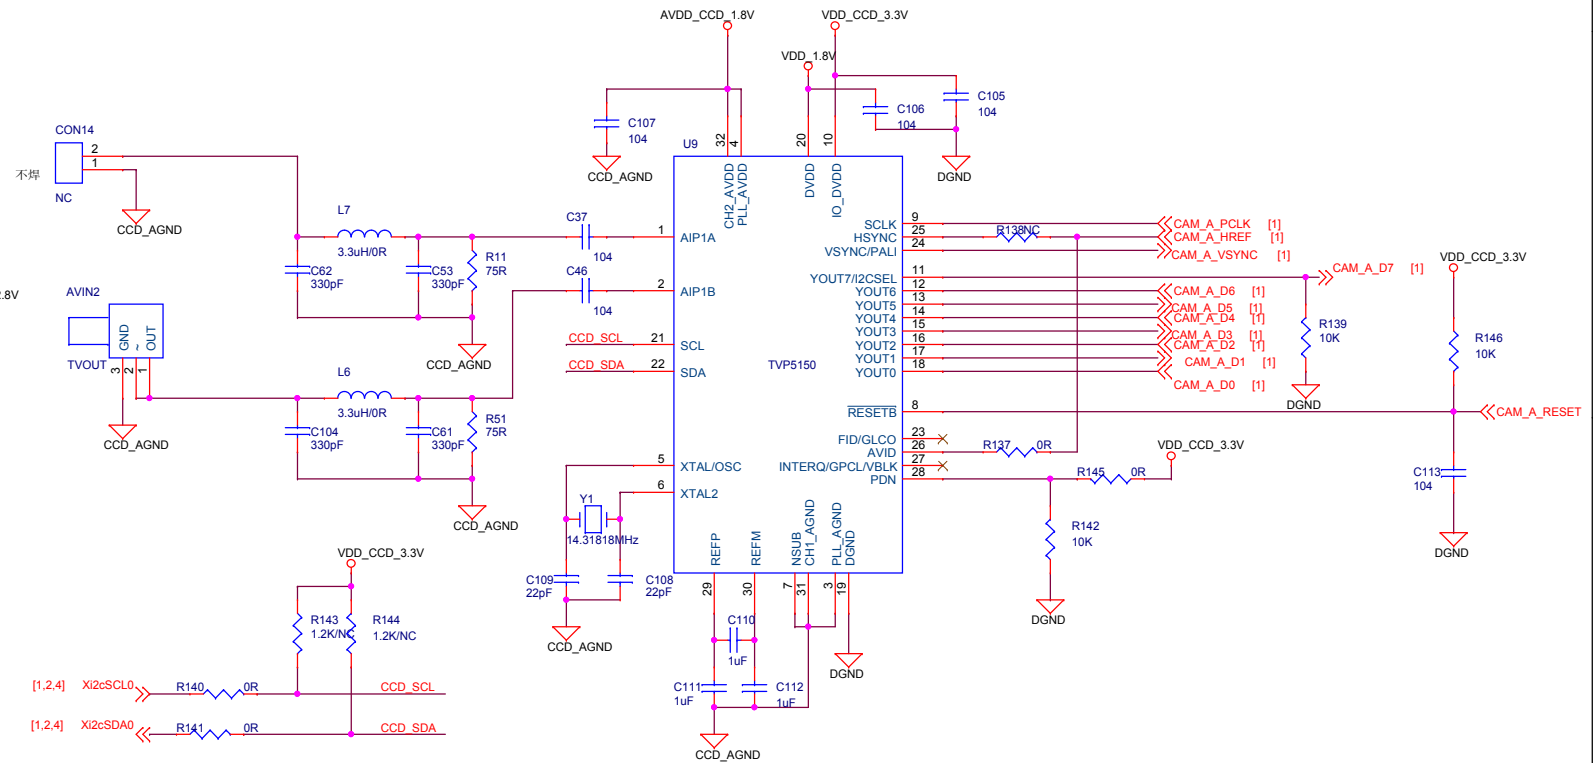 AVDD_CCD_1.8V
VDD_CCD_3.3V
VDD_1.8V
C107
104
CCD_AGND
C106
104
C105
104
DGND
CON14
2
1
不焊
NC
CCD_AGND
U9
32
4
20
10
CH2_AVDD
PLL_AVDD
DVDD
IO_DVDD
L7
3.3uH/0R
C62
330pF
C53
330pF
R11
75R
C37
104
1
AIP1A
C46
104
2
AIP1B
CCD_AGND
2.8V
AVIN2
GND
~
OUT
TVOUT
3
2
1
CCD_AGND
CCD_SCL
21
SCL
CCD_SDA
22
SDA
TVP5150
L6
3.3uH/0R
C104
330pF
C61
330pF
R51
75R
CCD_AGND
SCLK
9
CAM_A_PCLK [1]
HSYNC
25
R138NC
CAM_A_HREF [1]
VSYNC/PALI
24
CAM_A_VSYNC [1]
YOUT7/I2CSEL
11
CAM_A_D7 [1]
YOUT6
12
CAM_A_D6 [1]
YOUT5
13
CAM_A_D5 [1]
YOUT4
14
CAM_A_D4 [1]
YOUT3
15
CAM_A_D3 [1]
YOUT2
16
CAM_A_D2 [1]
YOUT1
17
CAM_A_D1 [1]
YOUT0
18
CAM_A_D0 [1]
R139
10K
DGND
VDD_CCD_3.3V
R146
10K
RESETB
8
CAM_A_RESET
C113
104
DGND
FID/GLCO
23
AVID
26
R137 0R
INTERQ/GPCL/VBLK
27
PDN
28
R145 0R
VDD_CCD_3.3V
R142
10K
DGND
5
XTAL/OSC
6
XTAL2
Y1
14.31818MHz
C109
22pF
C108
22pF
CCD_AGND
REFP
REFM
NSUB
CH1_AGND
PLL_AGND
DGND
29
30
7
31
3
19
C110
1uF
C111
1uF
C112
1uF
CCD_AGND
DGND
VDD_CCD_3.3V
R143
1.2K/NC
R144
1.2K/NC
[1,2,4] Xi2cSCL0
R140 0R
CCD_SCL
[1,2,4] Xi2cSDA0
R141 0R
CCD_SDA